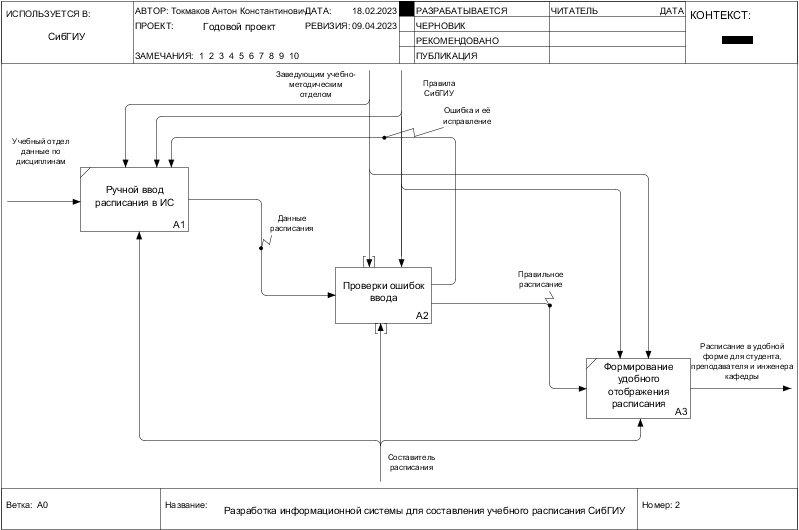 ИСПОЛЬЗУЕТСЯ В:
СибГИУ
АВТОР: Токмаков Антон Константинович
ДАТА: 18.02.2023
ПРОЕКТ: Годовой проект
РЕВИЗИЯ: 09.04.2023
ЗАМЕЧАНИЯ: 1 2 3 4 5 6 7 8 9 10
РАЗРАБАТЫВАЕТСЯ
ЧЕРНОВИК
РЕКОМЕНДОВАНО
ПУБЛИКАЦИЯ
ЧИТАТЕЛЬ
ДАТА
КОНТЕКСТ:
Заведующим учебно-
методическим
отделом
Правила
СибГИУ
Ошибка и её
исправление
Учебный отдел
данные по
дисциплинам
Ручной ввод
расписания в ИС
А1
Данные
расписания
Проверки ошибок
ввода
А2
Правильное
расписание
Расписание в удобной
форме для студента,
преподавателя и инженера
кафедры
Формирование
удобного
отображения
расписания
А3
Составитель
расписания
Ветка: А0
Название:
Разработка информационной системы для составления учебного расписания СибГИУ
Номер: 2